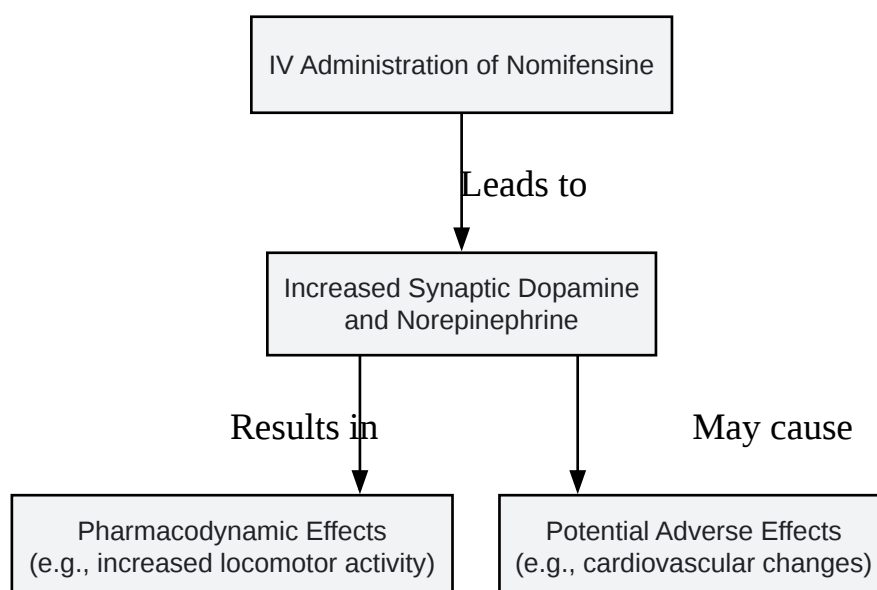 IV Administration of Nomifensine
Leads to
Increased Synaptic Dopamine
and Norepinephrine
Results in
May cause
Pharmacodynamic Effects
(e.g., increased locomotor activity)
Potential Adverse Effects
(e.g., cardiovascular changes)